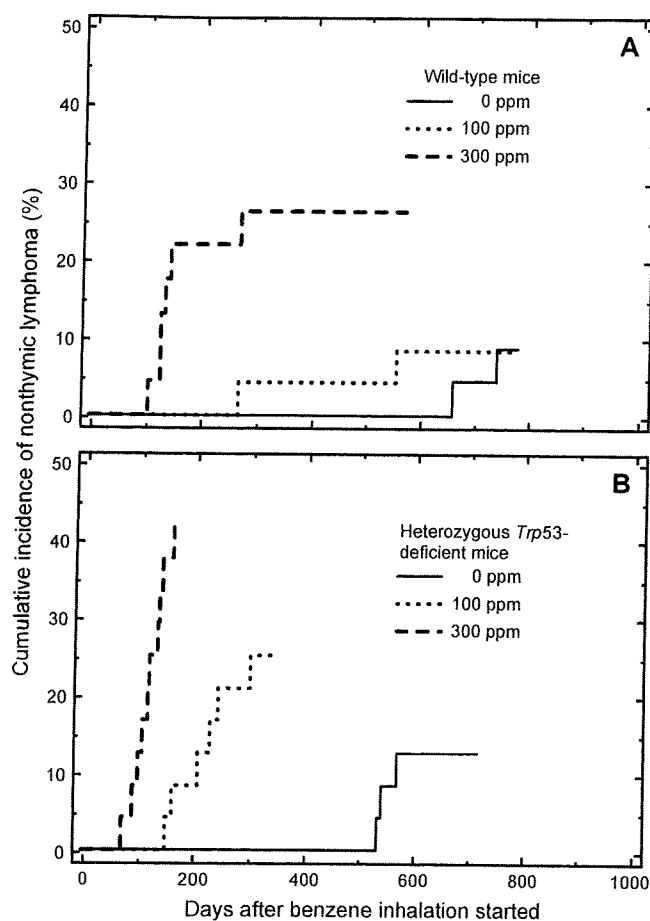 Cumulative incidence of nonthymic lymphoma (%)
50
40
30
20
10
0
A
Wild-type mice
0 ppm
100 ppm
300 ppm
50
40
30
20
10
0
B
Heterozygous Trp53-
deficient mice
0 ppm
100 ppm
300 ppm
0 200 400 600 800 1000
Days after benzene inhalation started